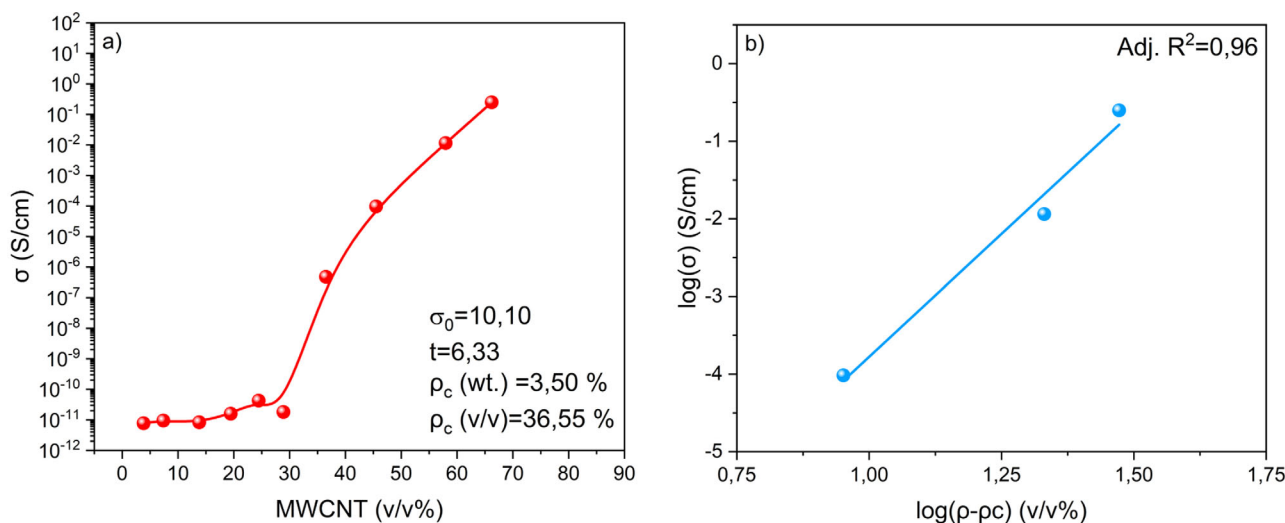 a)
σ (S/cm)
10²
10¹
10⁰
10⁻¹
10⁻²
10⁻³
10⁻⁴
10⁻⁵
10⁻⁶
10⁻⁷
10⁻⁸
10⁻⁹
10⁻¹⁰
10⁻¹¹
10⁻¹²
σ₀=10,10
t=6,33
ρc (wt.) =3,50 %
ρc (v/v)=36,55 %
0 10 20 30 40 50 60 70 80 90
MWCNT (v/v%)
b)
Adj. R²=0,96
log(σ) (S/cm)
0
-1
-2
-3
-4
-5
0,75 1,00 1,25 1,50 1,75
log(ρ-ρc) (v/v%)